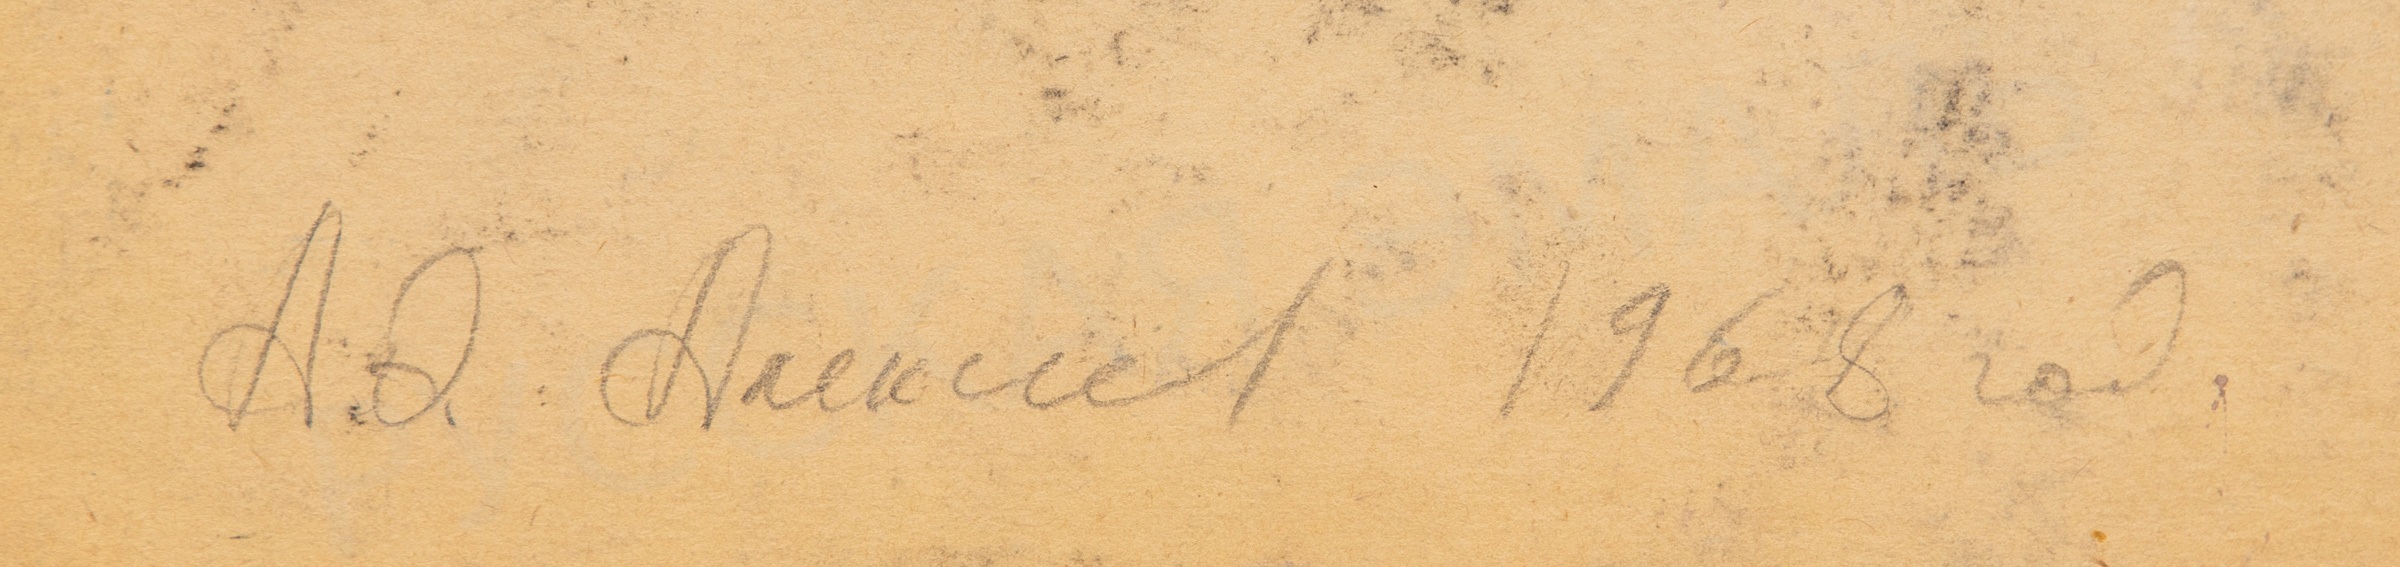 А.д. Алексеев 1968 год.